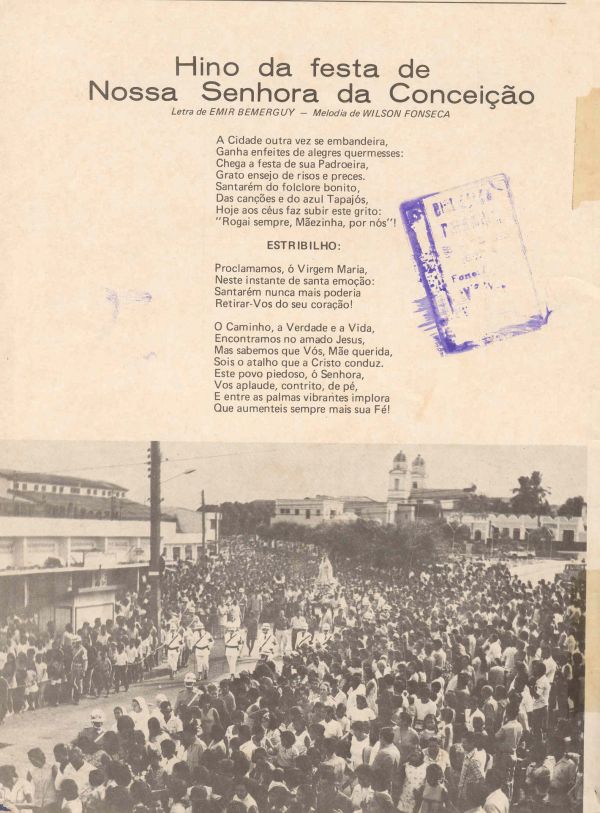 Hino da festa de
Nossa Senhora da Conceição
Letra de EMIR BEMERGUY — Melodia de WILSON FONSECA
A Cidade outra vez se embandeira,
Ganha enfeites de alegres quermesses:
Chega a festa de sua Padroeira,
Grato ensejo de risos e preces.
Santarém do folclore bonito,
Das canções e do azul Tapajós,
Hoje aos céus faz subir este grito:
"Rogai sempre, Mãezinha, por nós"!
ESTRIBILHO:
Proclamamos, ó Virgem Maria,
Neste instante de santa emoção:
Santarém nunca mais poderia
Retirar-Vos do seu coração!
O Caminho, a Verdade e a Vida,
Encontramos no amado Jesus,
Mas sabemos que Vós, Mãe querida,
Sois o atalho que a Cristo conduz.
Este povo piedoso, ó Senhora,
Vos aplaude, contrito, de pé,
E entre as palmas vibrantes implora
Que aumenteis sempre mais sua Fé!